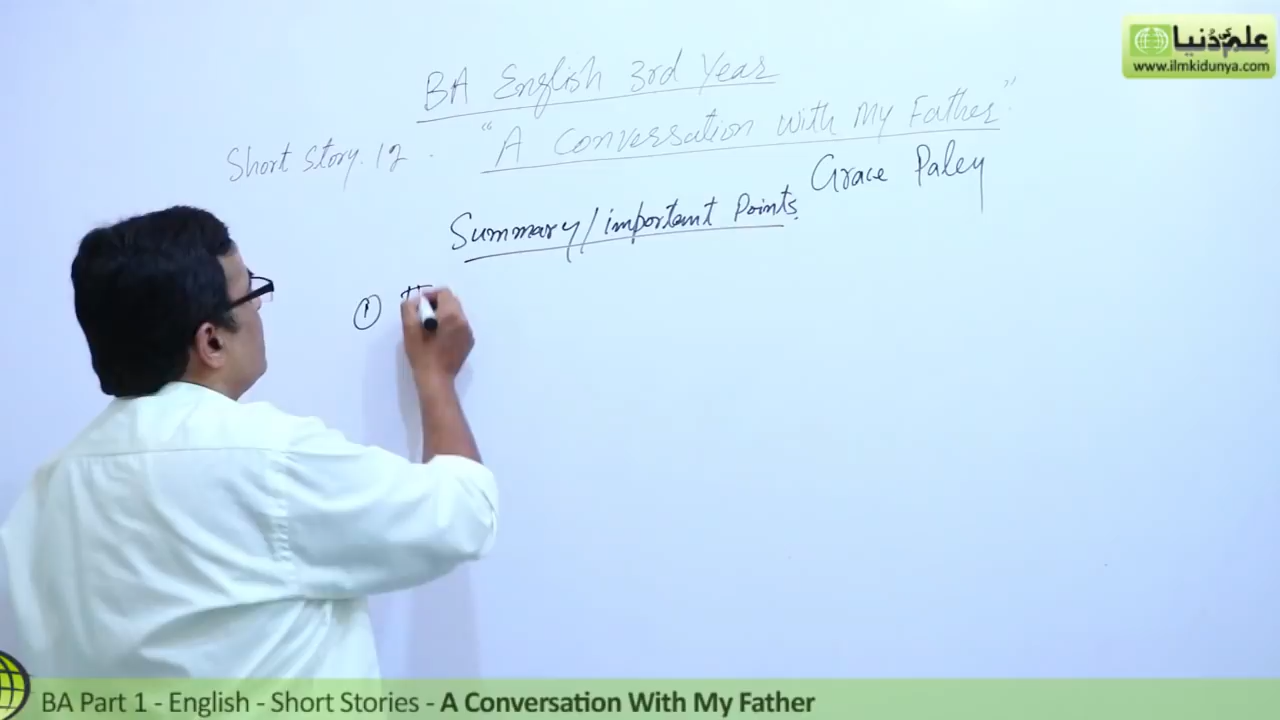 علم کی دُنیا
www.ilmkidunya.com
BA English 3rd Year
Short Story. 12. "A Conversation with My Father"
Grace Paley
Summary/important Points.
①
BA Part 1 - English - Short Stories - A Conversation With My Father